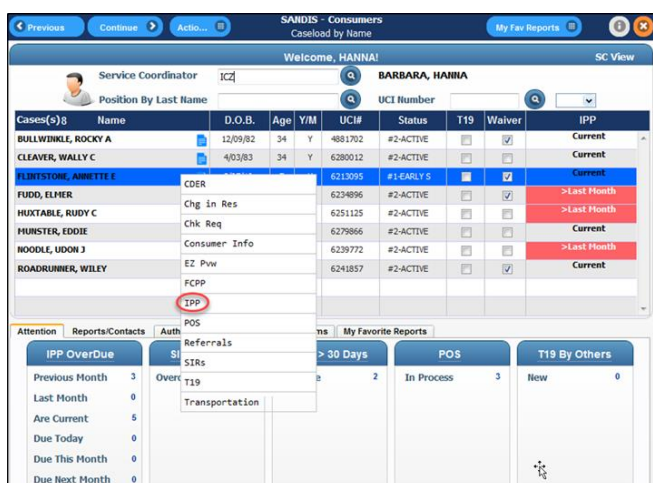 Previous Continue Actio... SANDIS - Consumers My Fav Reports
Caseload by Name
Welcome, HANNA! SC View
Service Coordinator ICZ BARBARA, HANNA
Position By Last Name UCI Number
Cases(s)8 Name D.O.B. Age Y/M UCI# Status T19 Waiver IPP
BULLWINKLE, ROCKY A 12/09/82 34 Y 4881702 #2-ACTIVE Current
CLEAVER, WALLY C 4/03/83 34 Y 6280012 #2-ACTIVE Current
FLINTSTONE, ANNETTE E 6213095 #1-EARLY S Current
FUDD, ELMER 6234896 #2-ACTIVE >Last Month
HUXTABLE, RUDY C 6251125 #2-ACTIVE >Last Month
MUNSTER, EDDIE 6279866 #2-ACTIVE Current
NOODLE, UDON J 6239772 #2-ACTIVE >Last Month
ROADRUNNER, WILEY 6241857 #2-ACTIVE Current
CDER
Chg in Res
Chk Req
Consumer Info
EZ Pvw
FCPP
IPP
POS
Referrals
SIRs
T19
Transportation
Attention Reports/Contacts Auth ms My Favorite Reports
IPP OverDue SI > 30 Days POS T19 By Others
Previous Month 3 Overd e 2 In Process 3 New 0
Last Month 0
Are Current 5
Due Today 0
Due This Month 0
Due Next Month 0